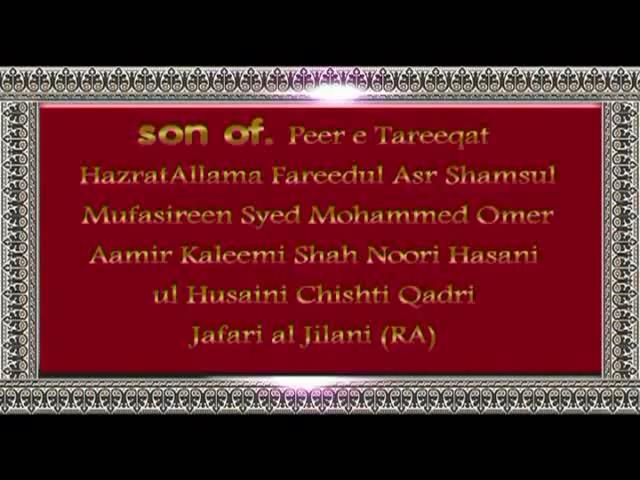 son of. Peer e Tareeqat
HazratAllama Fareedul Asr Shamsul
Mufasireen Syed Mohammed Omer
Aamir Kaleemi Shah Noori Hasani
ul Husaini Chishti Qadri
Jafari al Jilani (RA)